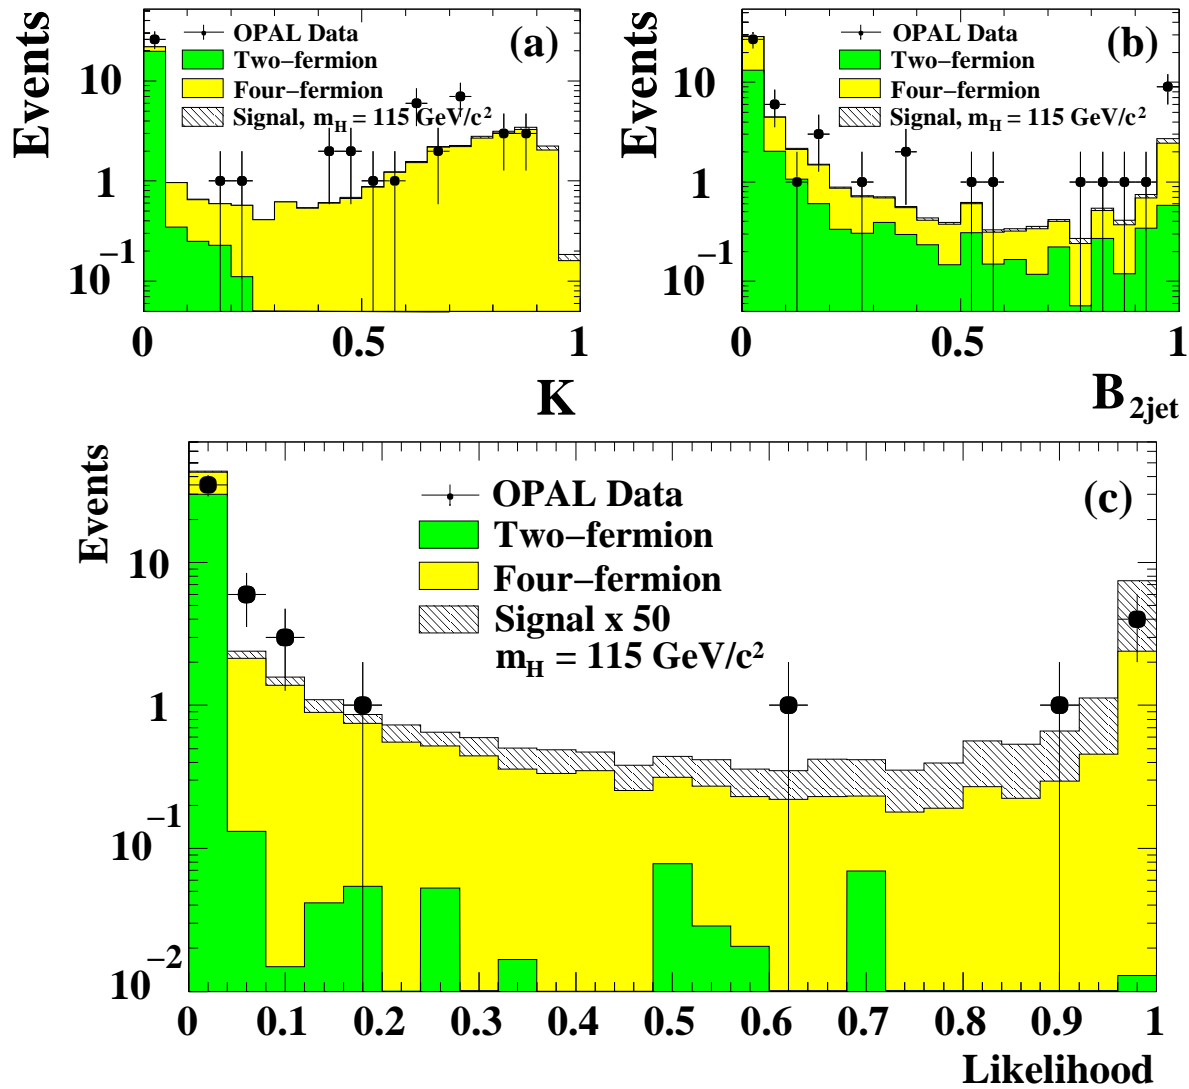 Events
(a)
OPAL Data
Two−fermion
Four−fermion
Signal, mH = 115 GeV/c²
10
1
10⁻¹
0
0.5
1
K
Events
(b)
OPAL Data
Two−fermion
Four−fermion
Signal, mH = 115 GeV/c²
10
1
10⁻¹
0
0.5
1
B2jet
Events
(c)
OPAL Data
Two−fermion
Four−fermion
Signal x 50
mH = 115 GeV/c²
10
1
10⁻¹
10⁻²
0 0.1 0.2 0.3 0.4 0.5 0.6 0.7 0.8 0.9 1
Likelihood